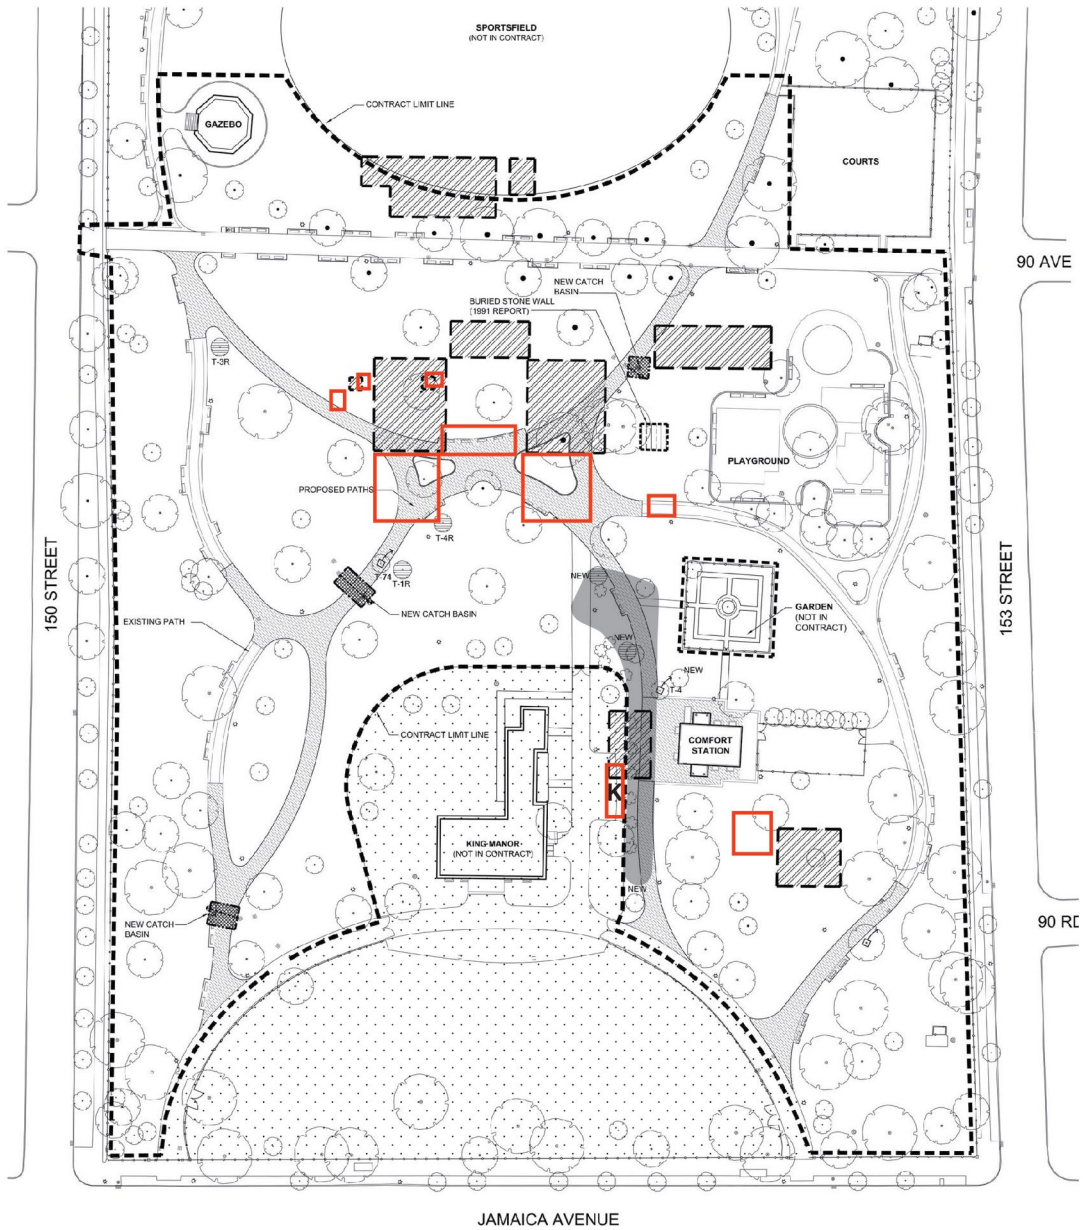 SPORTSFIELD
(NOT IN CONTRACT)
CONTRACT LIMIT LINE
GAZEBO
COURTS
90 AVE
NEW CATCH
BASIN
BURIED STONE WALL
(1991 REPORT)
T-3R
PLAYGROUND
PROPOSED PATHS
T-4R
T-1R
NEW
150 STREET
153 STREET
NEW CATCH BASIN
GARDEN
(NOT IN
CONTRACT)
EXISTING PATH
NEW
NEW
T-4
CONTRACT LIMIT LINE
COMFORT
STATION
K
KING MANOR
(NOT IN CONTRACT)
NEW
NEW CATCH
BASIN
90 RD
JAMAICA AVENUE